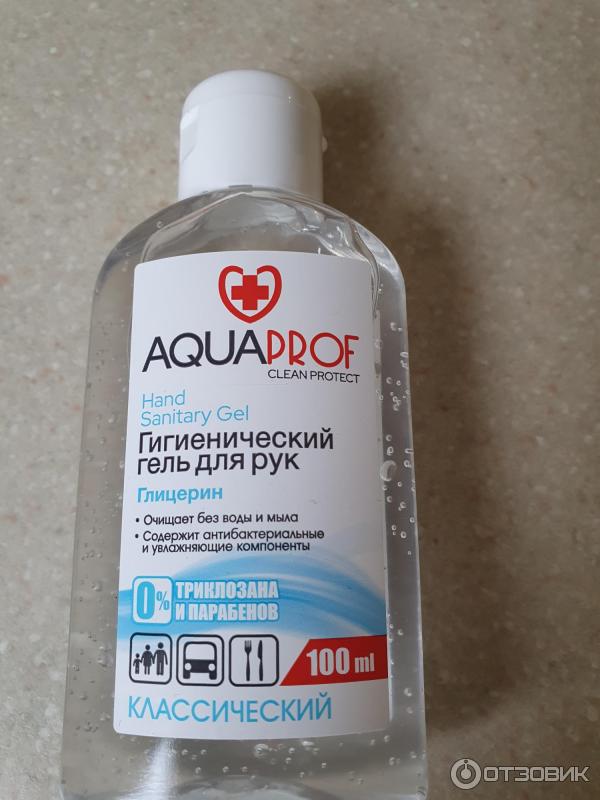 AQUAPROF
CLEAN PROTECT
Hand
Sanitary Gel
Гигиенический
гель для рук
Глицерин
• Очищает без воды и мыла
• Содержит антибактериальные
и увлажняющие компоненты
0%
ТРИКЛОЗАНА
И ПАРАБЕНОВ
100 ml
КЛАССИЧЕСКИЙ
ОТЗОВИК